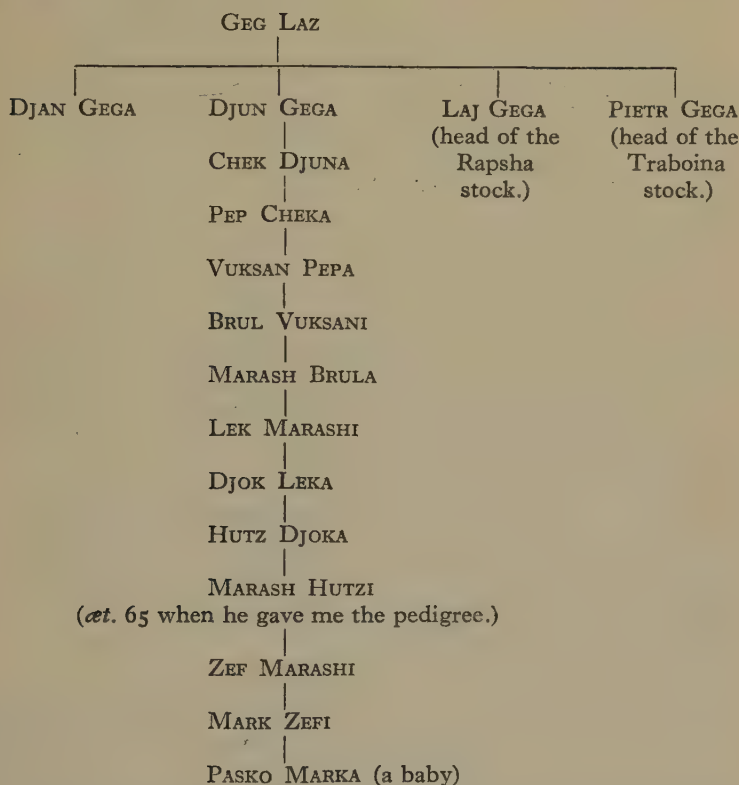 GEG LAZ
DJAN GEGA DJUN GEGA LAJ GEGA PIETR GEGA
(head of the (head of the
Rapsha Traboina
stock.) stock.)
CHEK DJUNA
PEP CHEKA
VUKSAN PEPA
BRUL VUKSANI
MARASH BRULA
LEK MARASHI
DJOK LEKA
HUTZ DJOKA
MARASH HUTZI
(æt. 65 when he gave me the pedigree.)
ZEF MARASHI
MARK ZEFI
PASKO MARKA (a baby)